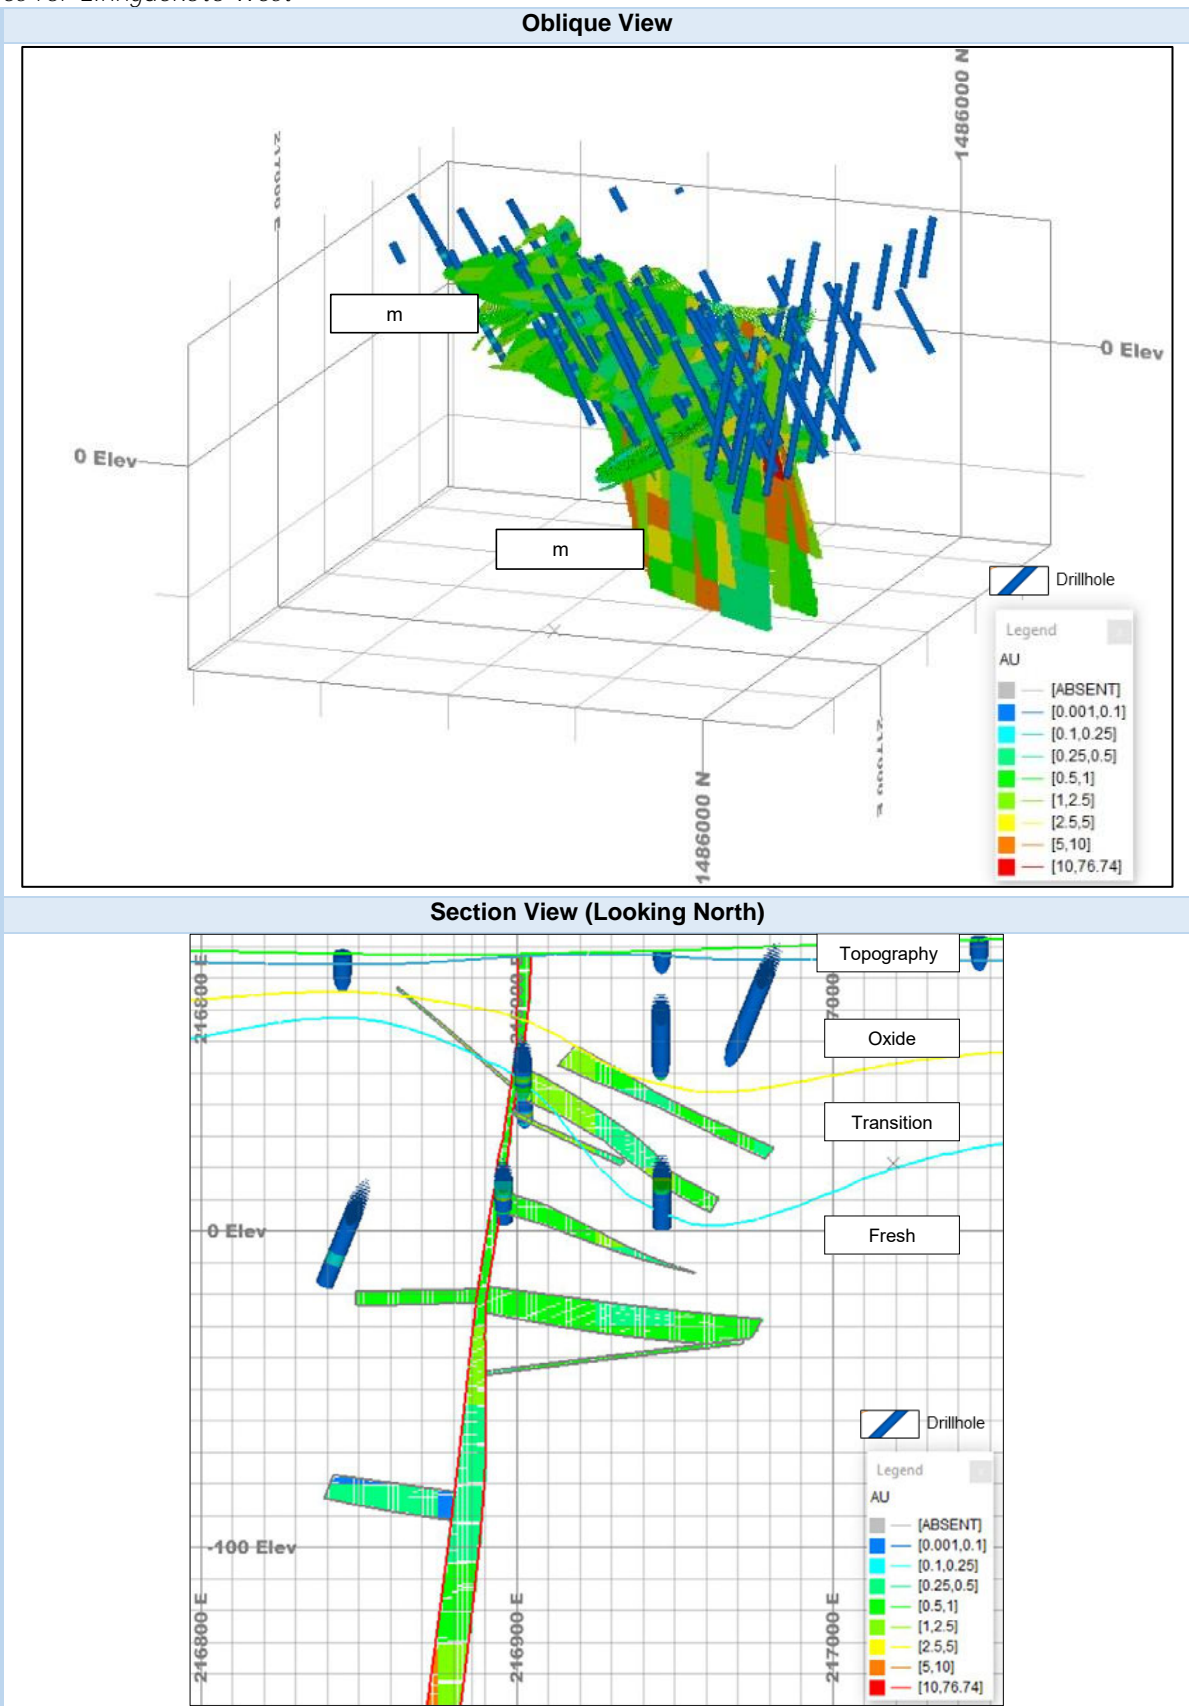 Oblique View
1486000 N
m
0 Elev
0 Elev
m
Drillhole
Legend
AU
[ABSENT]
[0.001,0.1]
[0.1,0.25]
[0.25,0.5]
[0.5,1]
[1,2.5]
[2.5,5]
[5,10]
[10,76.74]
1486000 N
Section View (Looking North)
216800 E
Topography
Oxide
Transition
0 Elev
Fresh
Drillhole
Legend
AU
[ABSENT]
[0.001,0.1]
[0.1,0.25]
[0.25,0.5]
[0.5,1]
[1,2.5]
[2.5,5]
[5,10]
[10,76.74]
-100 Elev
216800 E
216900 E
217000 E